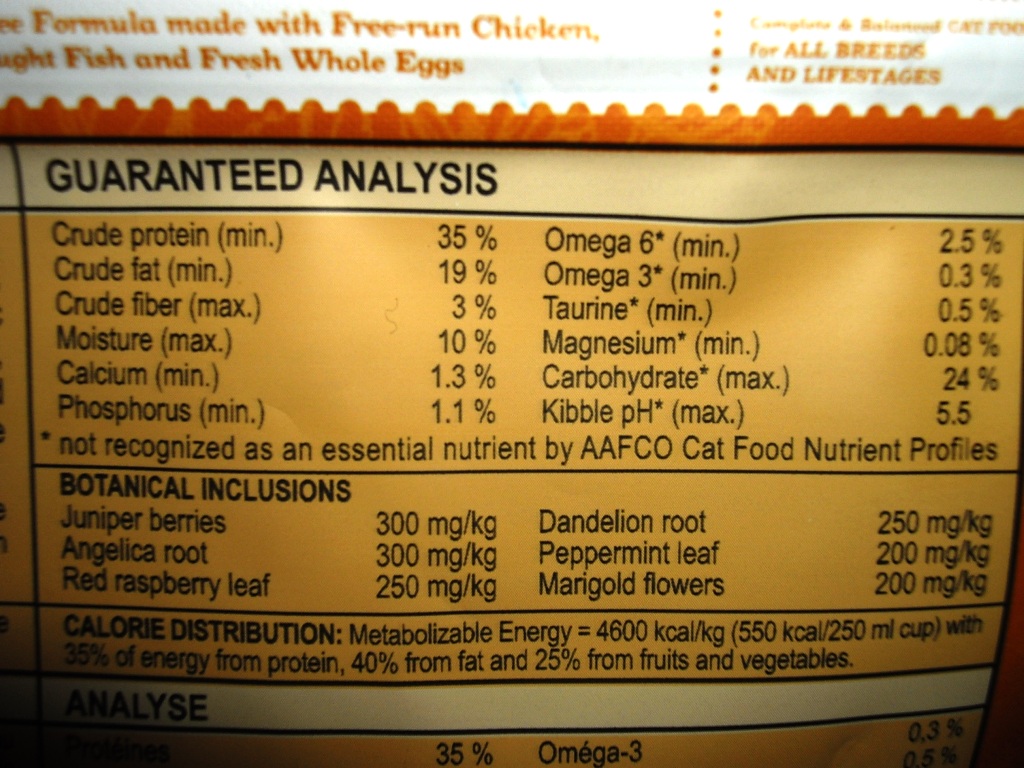 Formula made with Free-run Chicken,
Fish and Fresh Whole Eggs
Complete & Balanced CAT FOOD
for ALL BREEDS
AND LIFESTAGES
GUARANTEED ANALYSIS
Crude protein (min.) 35 % Omega 6* (min.) 2.5 %
Crude fat (min.) 19 % Omega 3* (min.) 0.3 %
Crude fiber (max.) 3 % Taurine* (min.) 0.5 %
Moisture (max.) 10 % Magnesium* (min.) 0.08 %
Calcium (min.) 1.3 % Carbohydrate* (max.) 24 %
Phosphorus (min.) 1.1 % Kibble pH* (max.) 5.5
* not recognized as an essential nutrient by AAFCO Cat Food Nutrient Profiles
BOTANICAL INCLUSIONS
Juniper berries 300 mg/kg Dandelion root 250 mg/kg
Angelica root 300 mg/kg Peppermint leaf 200 mg/kg
Red raspberry leaf 250 mg/kg Marigold flowers 200 mg/kg
CALORIE DISTRIBUTION: Metabolizable Energy = 4600 kcal/kg (550 kcal/250 ml cup) with
35% of energy from protein, 40% from fat and 25% from fruits and vegetables.
ANALYSE
Protéines 35 % Oméga-3 0,3 %
0,5 %